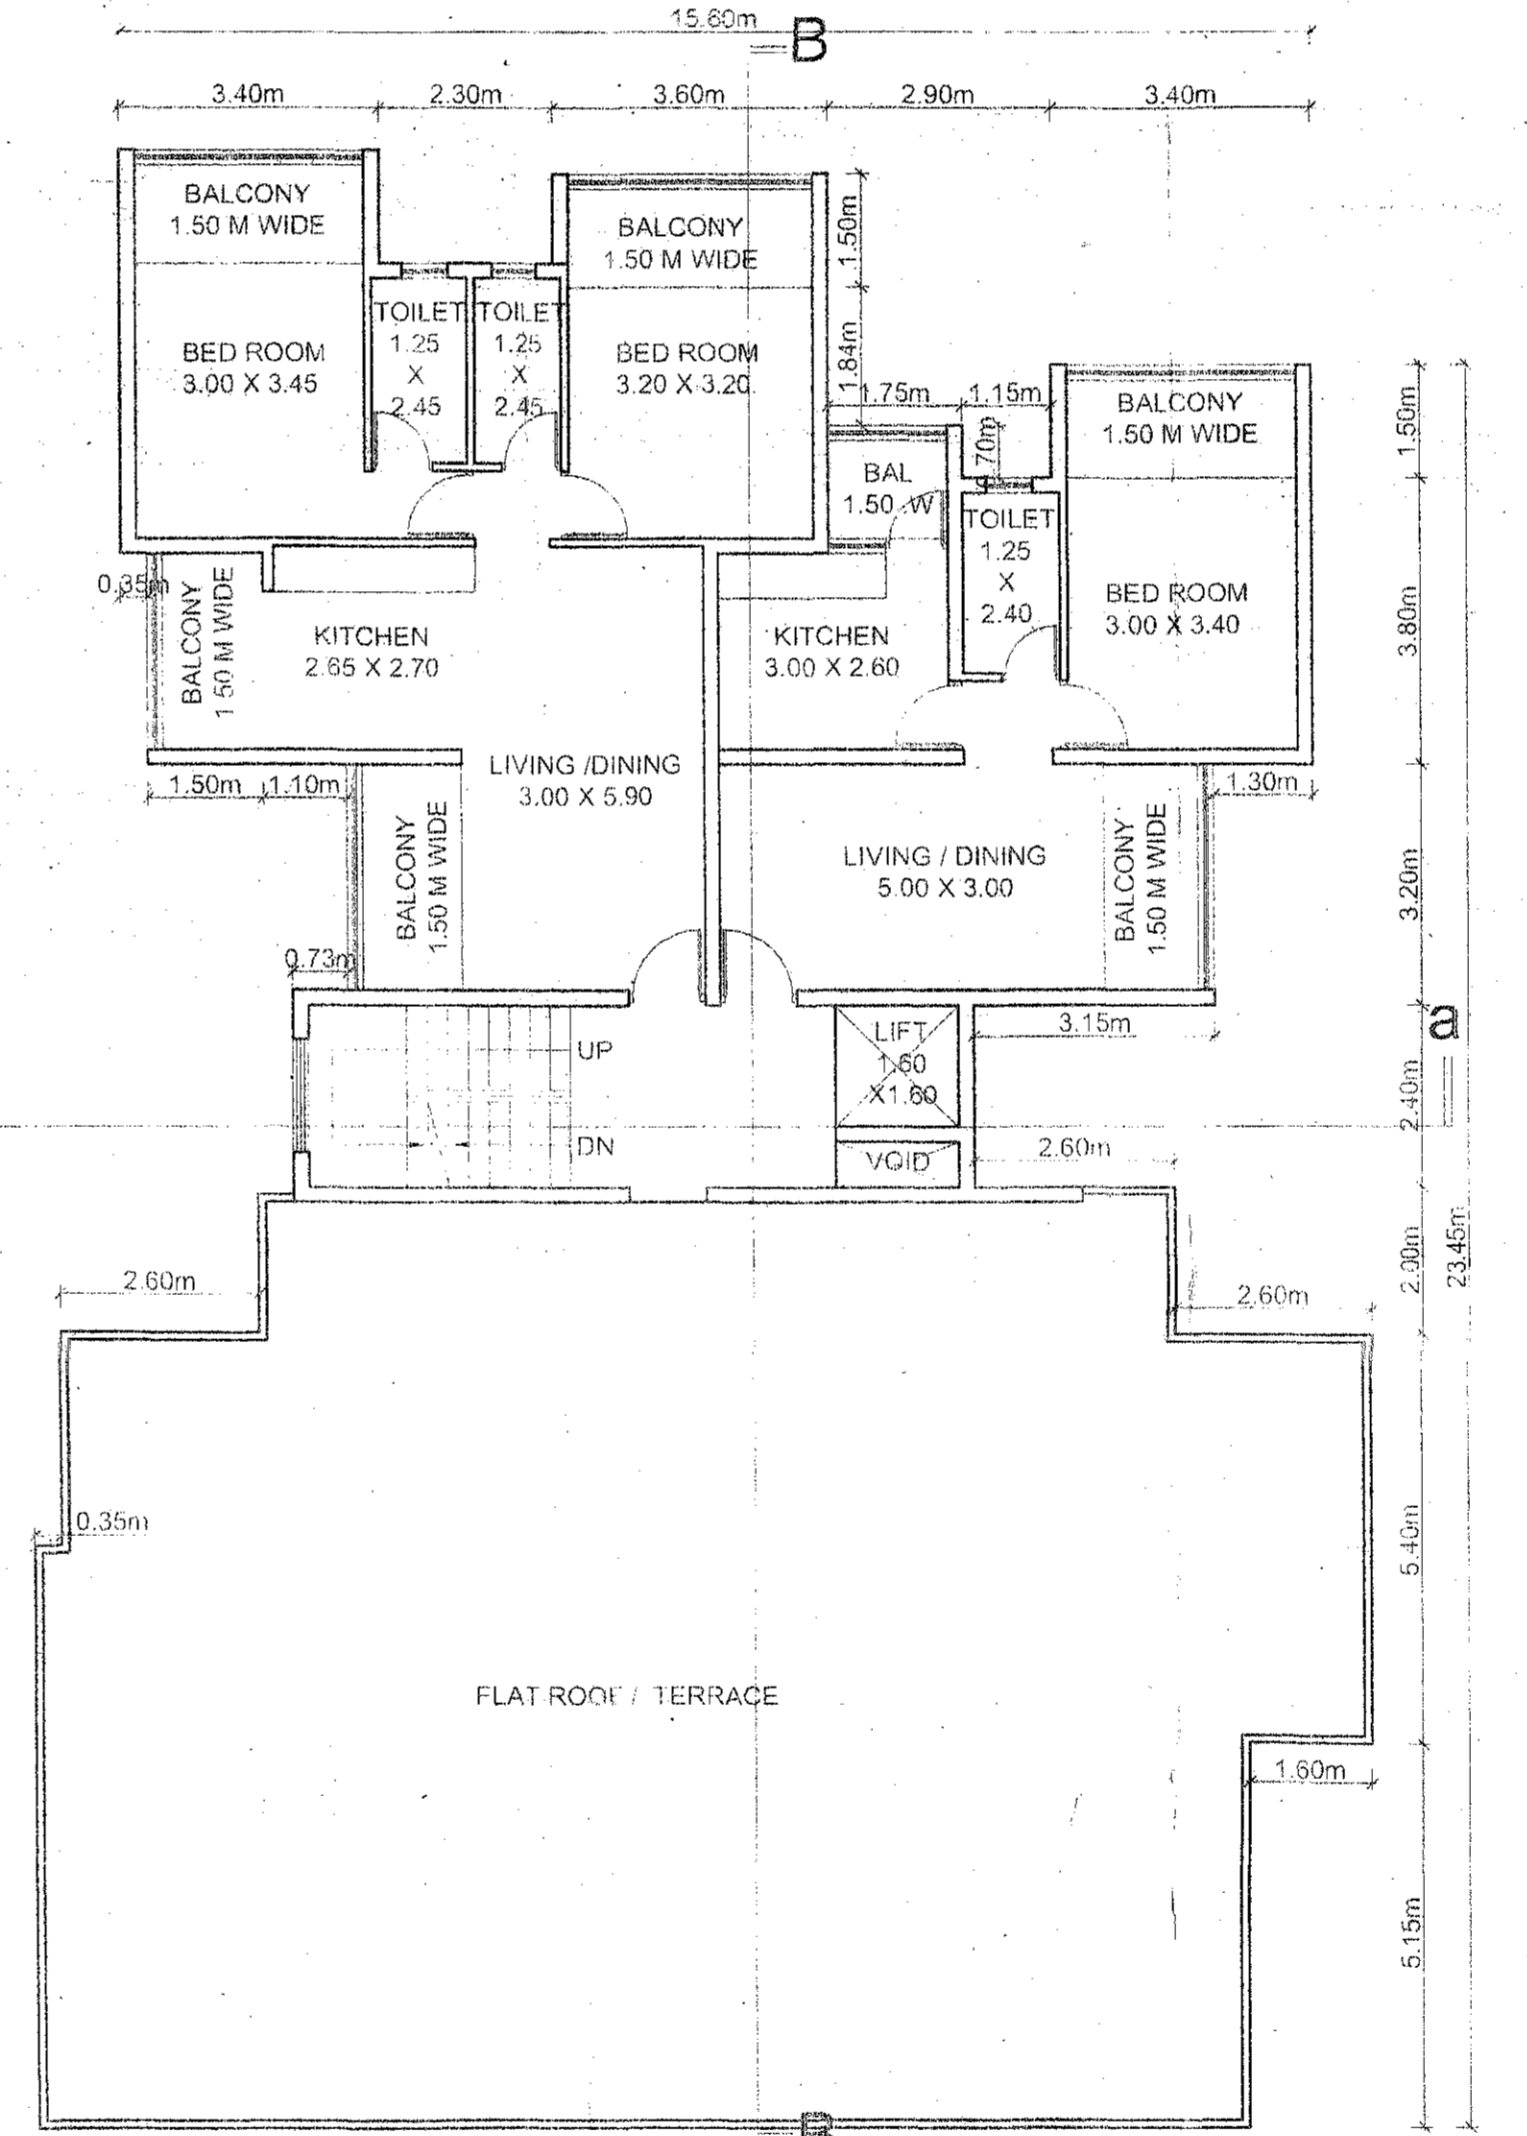 15.60m
B
3.40m
2.30m
3.60m
2.90m
3.40m
BALCONY
1.50 M WIDE
BALCONY
1.50 M WIDE
1.50m
TOILET
1.25
X
2.45
TOILET
1.25
X
2.45
BED ROOM
3.00 X 3.45
BED ROOM
3.20 X 3.20
1.84m
1.75m
1.15m
BALCONY
1.50 M WIDE
1.50m
70m
BAL
1.50 W
TOILET
1.25
X
2.40
0.35m
BALCONY
1.50 M WIDE
KITCHEN
2.65 X 2.70
KITCHEN
3.00 X 2.60
BED ROOM
3.00 X 3.40
3.80m
1.50m
1.10m
LIVING /DINING
3.00 X 5.90
1.30m
BALCONY
1.50 M WIDE
LIVING / DINING
5.00 X 3.00
BALCONY
1.50 M WIDE
3.20m
0.73m
UP
LIFT
1.60
X1.60
3.15m
a
DN
VOID
2.60m
2.40m
2.60m
2.60m
2.00m
23.45m
0.35m
5.40m
FLAT ROOF / TERRACE
1.60m
5.15m
B